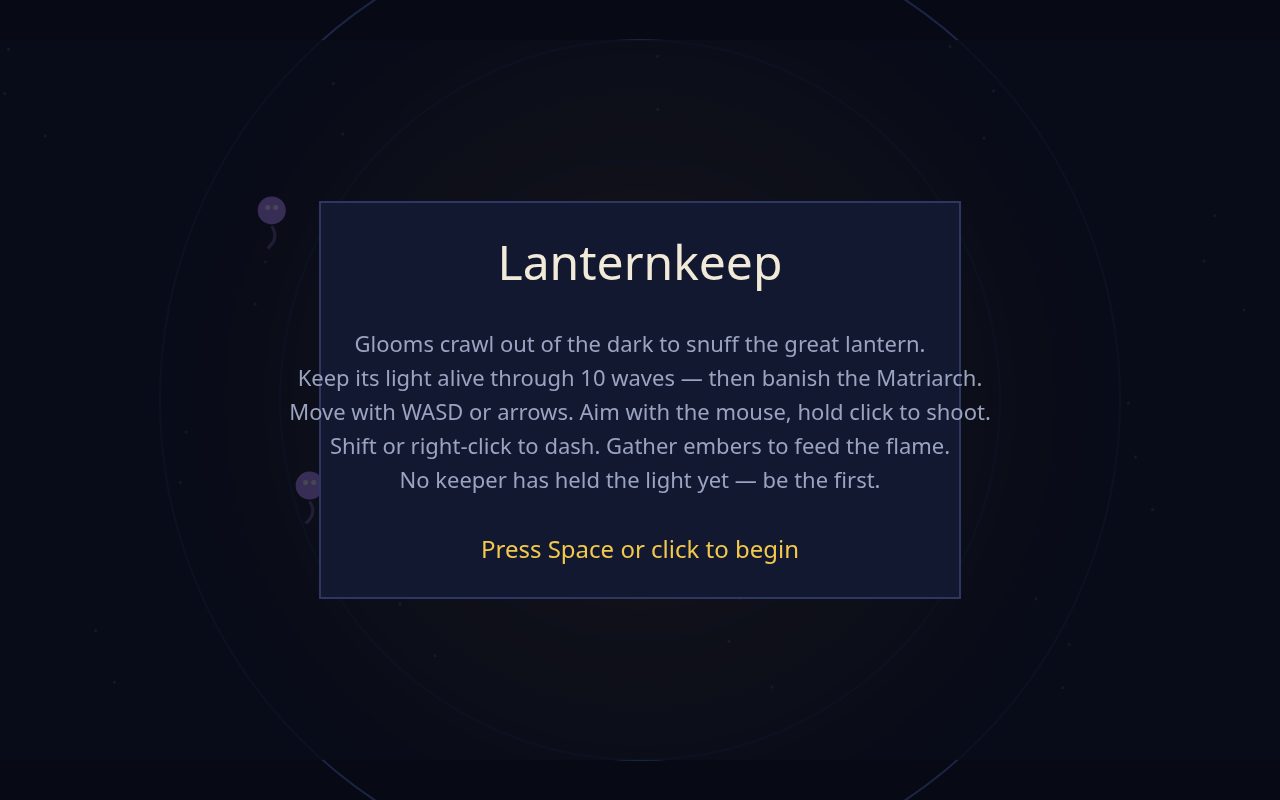 Lanternkeep
Glooms crawl out of the dark to snuff the great lantern.
Keep its light alive through 10 waves — then banish the Matriarch.
Move with WASD or arrows. Aim with the mouse, hold click to shoot.
Shift or right-click to dash. Gather embers to feed the flame.
No keeper has held the light yet — be the first.
Press Space or click to begin